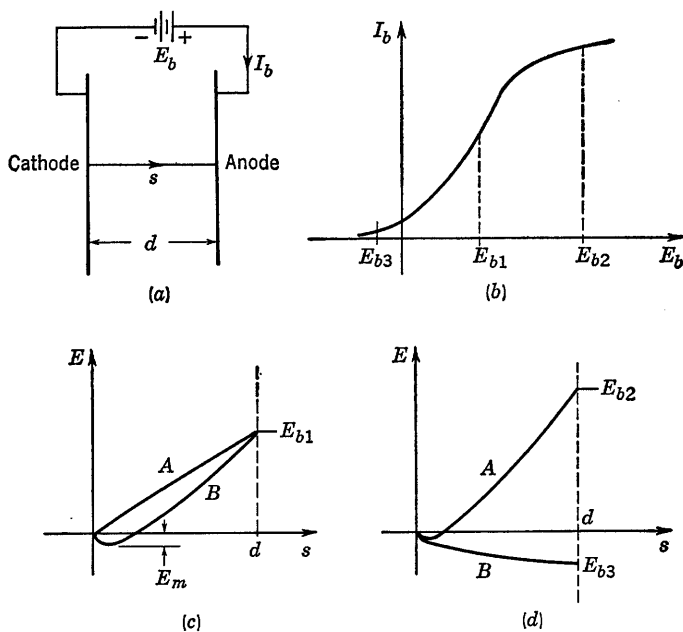 − +
E_b
I_b
Cathode
s
Anode
d
(a)
I_b
E_b3
E_b1
E_b2
E_b
(b)
E
E_b1
A
B
d
s
E_m
(c)
E
E_b2
A
d
s
B
E_b3
(d)